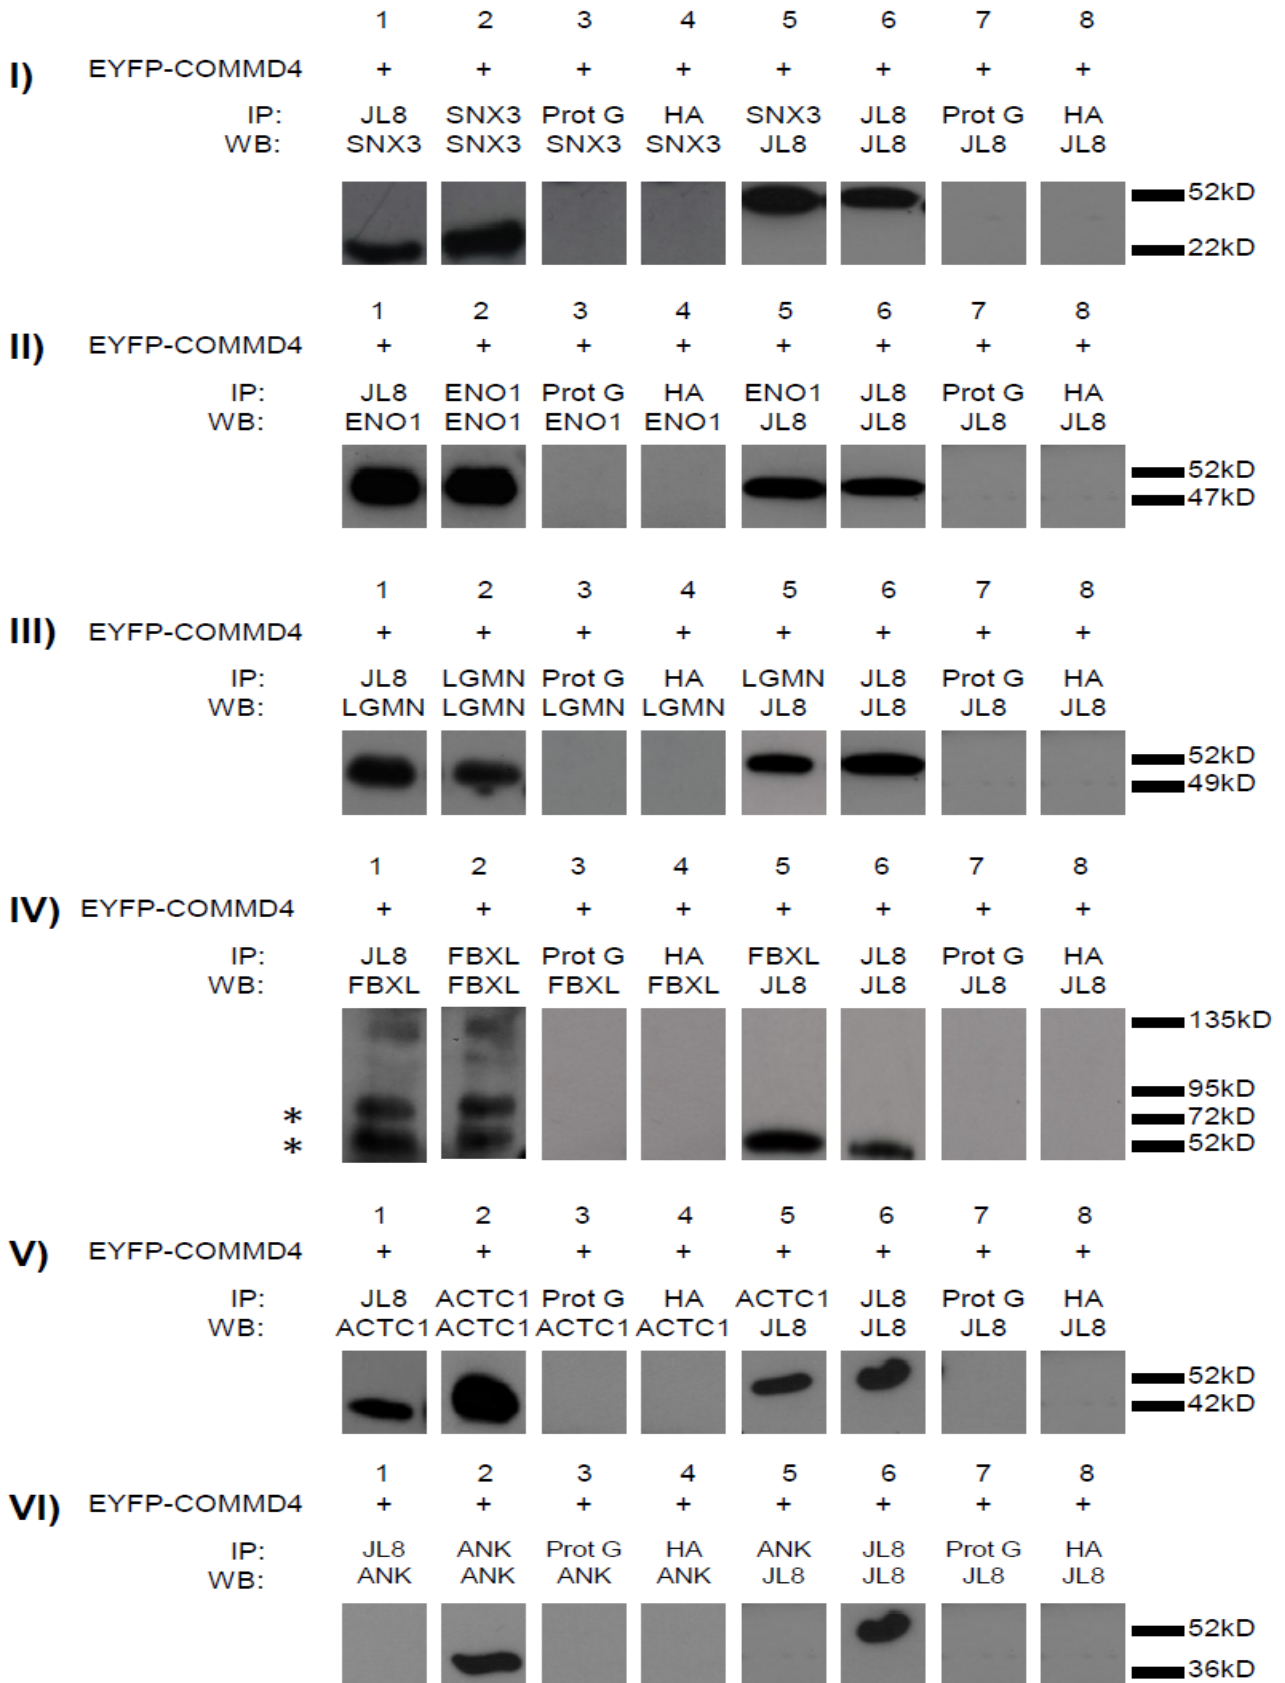 1 2 3 4 5 6 7 8
I) EYFP-COMMD4 + + + + + + + +
IP: JL8 SNX3 Prot G HA SNX3 JL8 Prot G HA
WB: SNX3 SNX3 SNX3 SNX3 JL8 JL8 JL8 JL8
52kD
22kD
1 2 3 4 5 6 7 8
II) EYFP-COMMD4 + + + + + + + +
IP: JL8 ENO1 Prot G HA ENO1 JL8 Prot G HA
WB: ENO1 ENO1 ENO1 ENO1 JL8 JL8 JL8 JL8
52kD
47kD
1 2 3 4 5 6 7 8
III) EYFP-COMMD4 + + + + + + + +
IP: JL8 LGMN Prot G HA LGMN JL8 Prot G HA
WB: LGMN LGMN LGMN LGMN JL8 JL8 JL8 JL8
52kD
49kD
1 2 3 4 5 6 7 8
IV) EYFP-COMMD4 + + + + + + + +
IP: JL8 FBXL Prot G HA FBXL JL8 Prot G HA
WB: FBXL FBXL FBXL FBXL JL8 JL8 JL8 JL8
135kD
95kD
* 72kD
* 52kD
1 2 3 4 5 6 7 8
V) EYFP-COMMD4 + + + + + + + +
IP: JL8 ACTC1 Prot G HA ACTC1 JL8 Prot G HA
WB: ACTC1 ACTC1 ACTC1 ACTC1 JL8 JL8 JL8 JL8
52kD
42kD
1 2 3 4 5 6 7 8
VI) EYFP-COMMD4 + + + + + + + +
IP: JL8 ANK Prot G HA ANK JL8 Prot G HA
WB: ANK ANK ANK ANK JL8 JL8 JL8 JL8
52kD
36kD